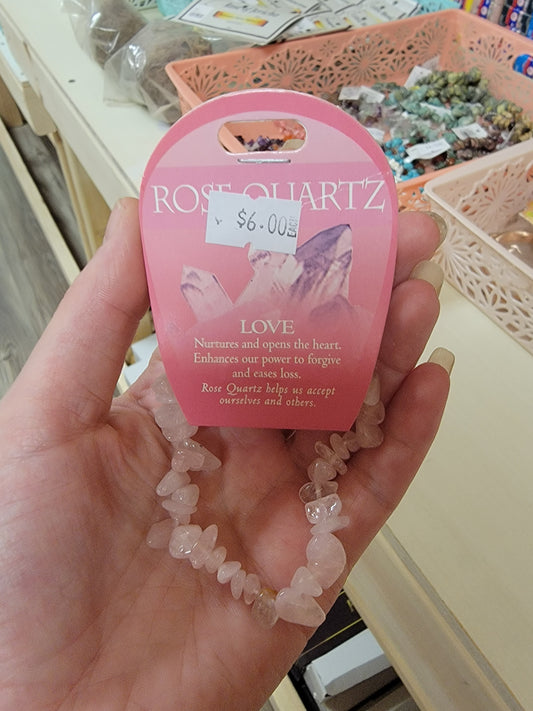 ROSE QUARTZ
$6.00
EACH
LOVE
Nurtures and opens the heart.
Enhances our power to forgive
and eases loss.
Rose Quartz helps us accept
ourselves and others.